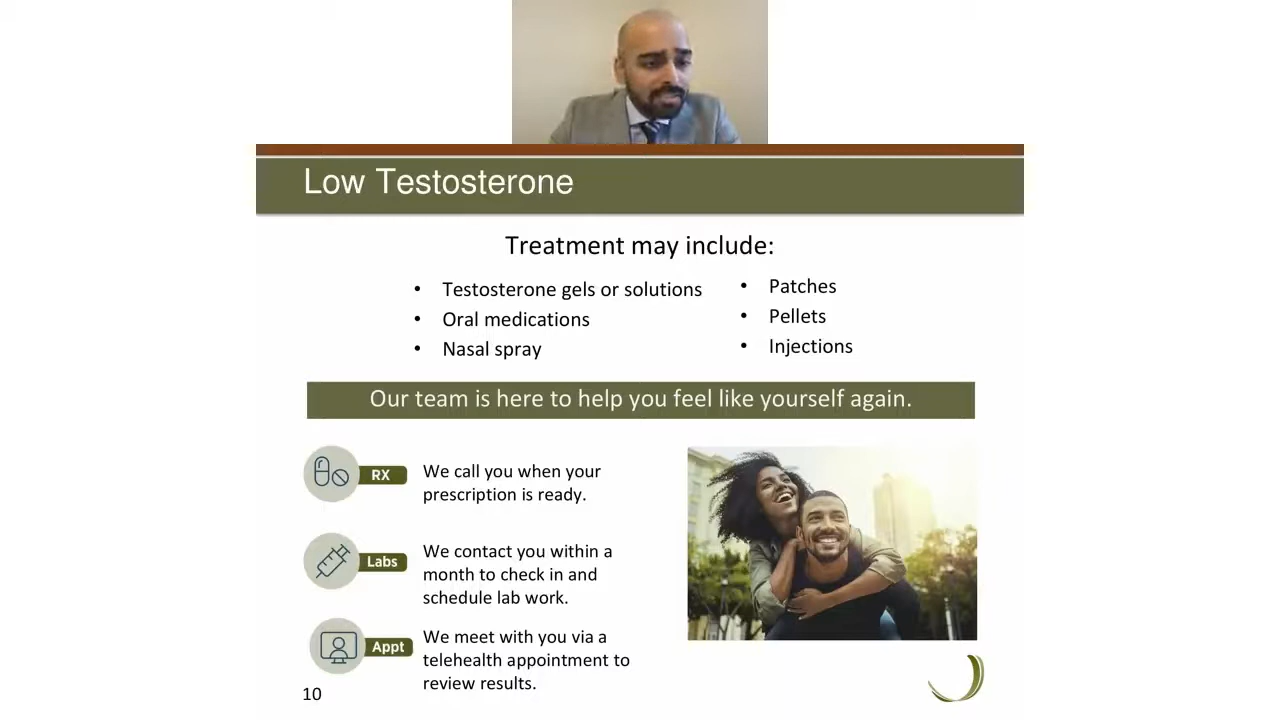 Low Testosterone
Treatment may include:
• Testosterone gels or solutions
• Oral medications
• Nasal spray
• Patches
• Pellets
• Injections
Our team is here to help you feel like yourself again.
RX
We call you when your
prescription is ready.
Labs
We contact you within a
month to check in and
schedule lab work.
Appt
We meet with you via a
telehealth appointment to
review results.
10